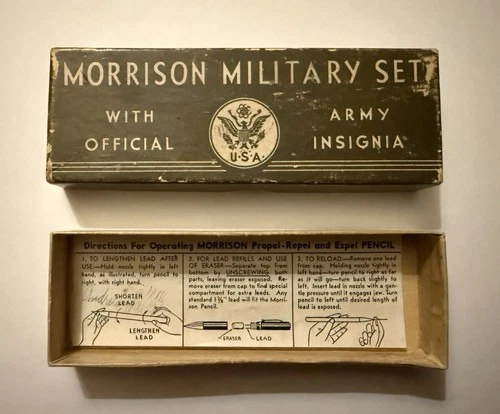 MORRISON MILITARY SET
WITH ARMY
OFFICIAL INSIGNIA
U·S·A·
Directions For Operating MORRISON Propel-Repel and Expel PENCIL
1. TO LENGTHEN LEAD AFTER
USE—Hold nozzle tightly in left
hand, as illustrated, turn pencil to
right, with right hand.
SHORTEN
LEAD
LENGTHEN
LEAD
2. FOR LEAD REFILLS AND USE
OF ERASER—Separate top from
bottom by UNSCREWING both
parts, leaving eraser exposed. Re-
move eraser from cap to find special
compartment for extra leads. Any
standard 1⅜" lead will fit the Morri-
son Pencil.
ERASER LEAD
3. TO RELOAD—Remove one lead
from cap. Holding nozzle tightly in
left hand—turn pencil to right as far
as it will go—turn back slightly to
left. Insert lead in nozzle with a gen-
tle pressure until it engages jaw. Turn
pencil to left until desired length of
lead is exposed.